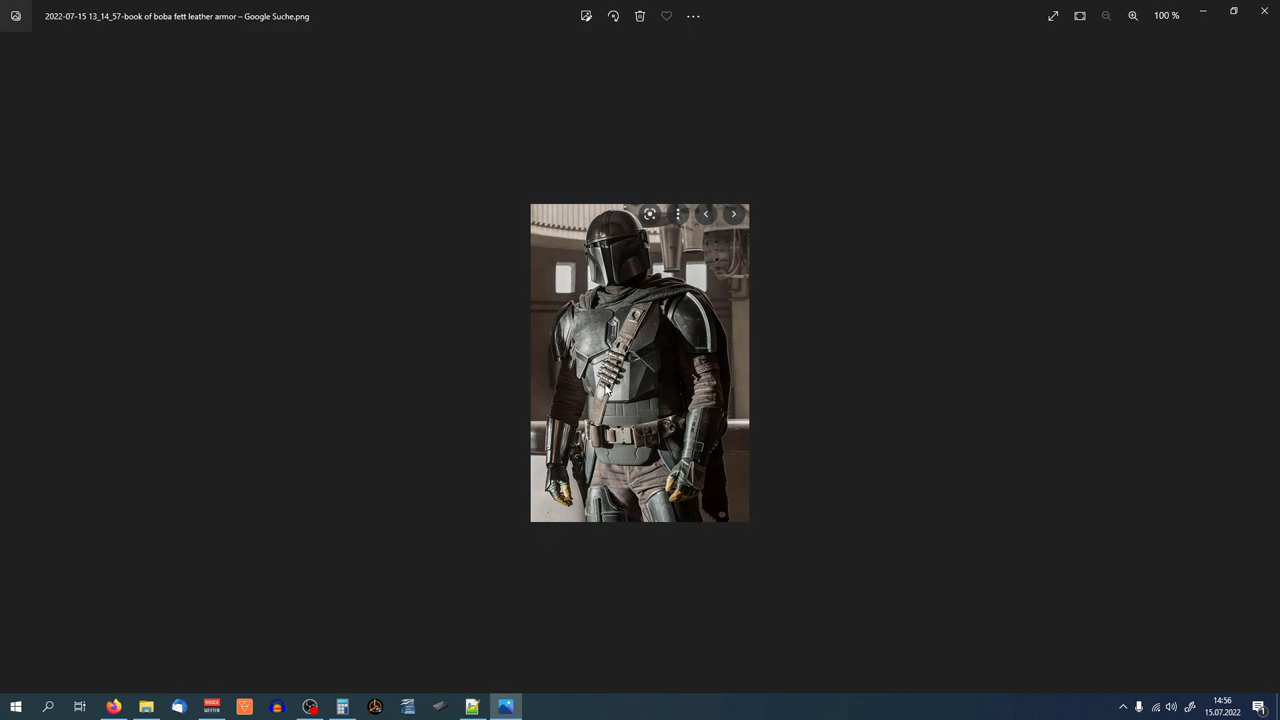 2022-07-15 13_14_57-book of boba fett leather armor – Google Suche.png
100 %
14:56
15.07.2022